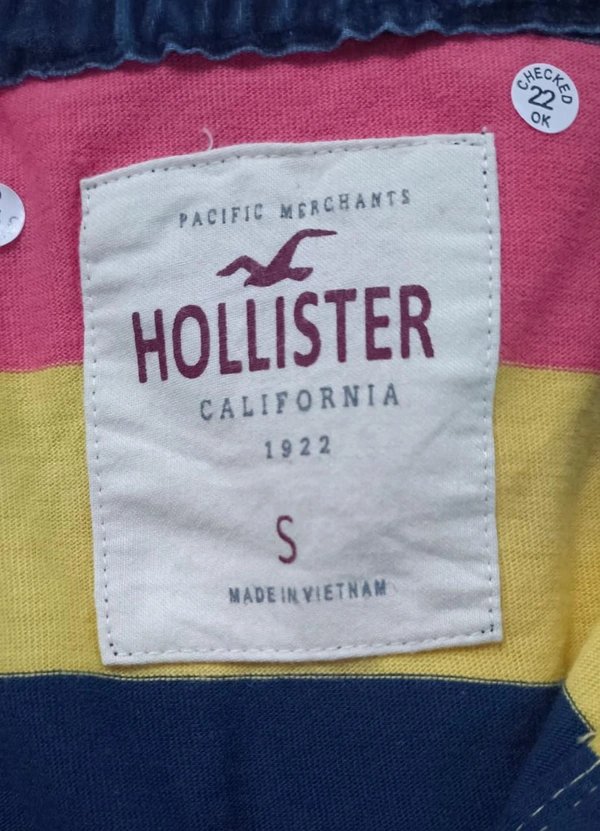 CHECKED
22
OK
PACIFIC MERCHANTS
HOLLISTER
CALIFORNIA
1922
S
MADE IN VIETNAM